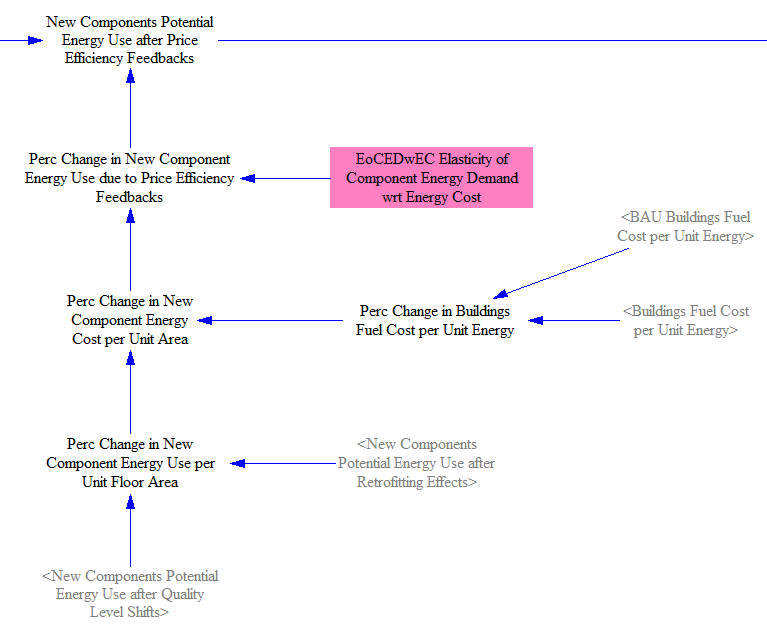 New Components Potential
Energy Use after Price
Efficiency Feedbacks
Perc Change in New Component
Energy Use due to Price Efficiency
Feedbacks
EoCEDwEC Elasticity of
Component Energy Demand
wrt Energy Cost
<BAU Buildings Fuel
Cost per Unit Energy>
Perc Change in New
Component Energy
Cost per Unit Area
Perc Change in Buildings
Fuel Cost per Unit Energy
<Buildings Fuel Cost
per Unit Energy>
Perc Change in New
Component Energy Use per
Unit Floor Area
<New Components
Potential Energy Use after
Retrofitting Effects>
<New Components Potential
Energy Use after Quality
Level Shifts>